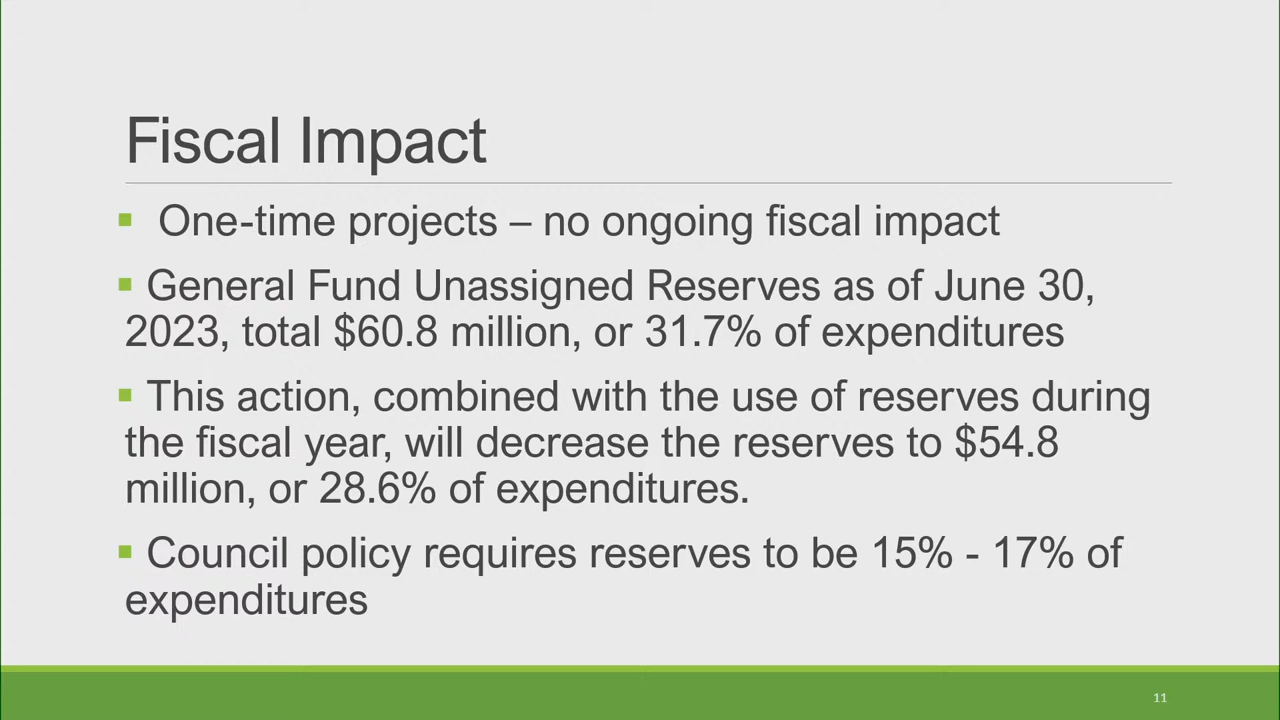 Fiscal Impact
▪ One-time projects – no ongoing fiscal impact
▪ General Fund Unassigned Reserves as of June 30,
2023, total $60.8 million, or 31.7% of expenditures
▪ This action, combined with the use of reserves during
the fiscal year, will decrease the reserves to $54.8
million, or 28.6% of expenditures.
▪ Council policy requires reserves to be 15% - 17% of
expenditures
11